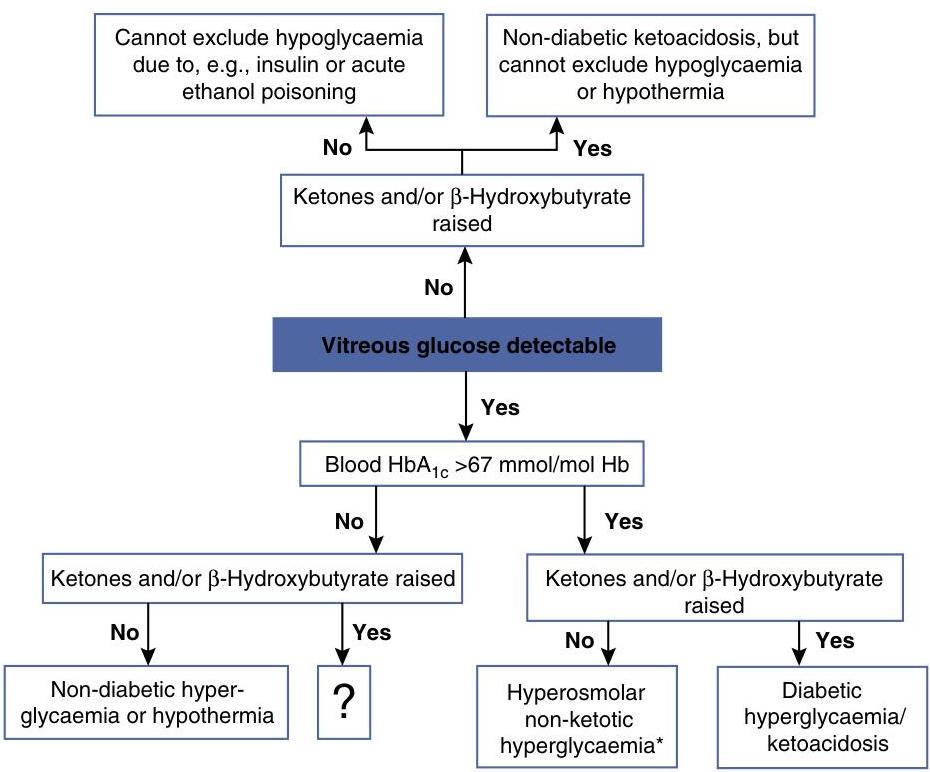 Cannot exclude hypoglycaemia
due to, e.g., insulin or acute
ethanol poisoning
Non-diabetic ketoacidosis, but
cannot exclude hypoglycaemia
or hypothermia
No
Yes
Ketones and/or β-Hydroxybutyrate
raised
No
Vitreous glucose detectable
Yes
Blood HbA1c >67 mmol/mol Hb
No
Yes
Ketones and/or β-Hydroxybutyrate raised
Ketones and/or β-Hydroxybutyrate
raised
No
Yes
No
Yes
Non-diabetic hyper-
glycaemia or hypothermia
?
Hyperosmolar
non-ketotic
hyperglycaemia*
Diabetic
hyperglycaemia/
ketoacidosis